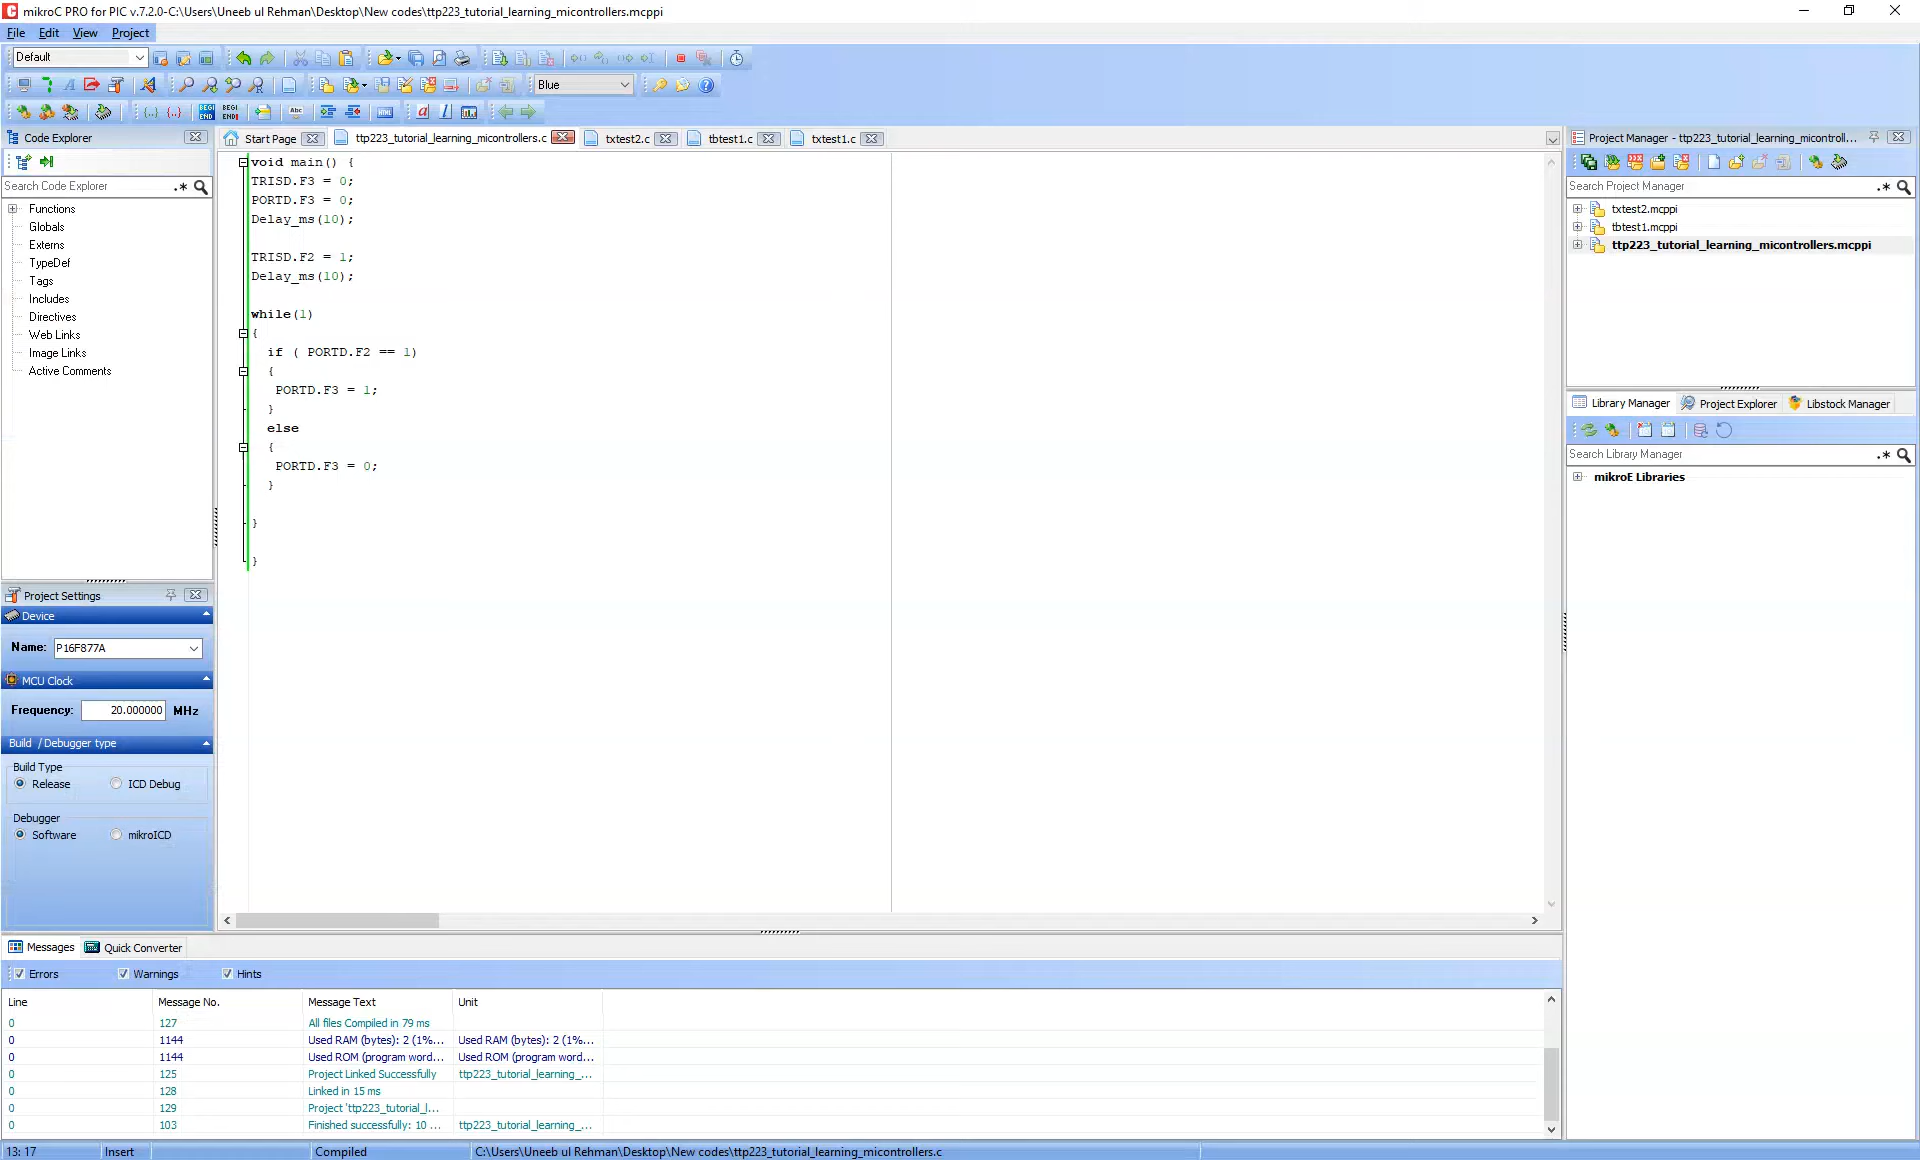 mikroC PRO for PIC v.7.2.0-C:\Users\Uneeb ul Rehman\Desktop\New codes\ttp223_tutorial_learning_micontrollers.mcppi
File Edit View Project
Default
Blue
Code Explorer
Search Code Explorer
Functions
Globals
Externs
TypeDef
Tags
Includes
Directives
Web Links
Image Links
Active Comments
Project Settings
Device
Name: P16F877A
MCU Clock
Frequency: 20.000000 MHz
Build / Debugger type
Build Type
Release ICD Debug
Debugger
Software mikroICD
Start Page ttp223_tutorial_learning_micontrollers.c txtest2.c tbtest1.c txtest1.c
void main() {
TRISD.F3 = 0;
PORTD.F3 = 0;
Delay_ms(10);
TRISD.F2 = 1;
Delay_ms(10);
while(1)
{
if ( PORTD.F2 == 1)
{
PORTD.F3 = 1;
}
else
{
PORTD.F3 = 0;
}
}
}
Project Manager - ttp223_tutorial_learning_micontroll...
Search Project Manager
txtest2.mcppi
tbtest1.mcppi
ttp223_tutorial_learning_micontrollers.mcppi
Library Manager Project Explorer Libstock Manager
Search Library Manager
mikroE Libraries
Messages Quick Converter
Errors Warnings Hints
Line Message No. Message Text Unit
0 127 All files Compiled in 79 ms
0 1144 Used RAM (bytes): 2 (1%... Used RAM (bytes): 2 (1%...
0 1144 Used ROM (program word... Used ROM (program word...
0 125 Project Linked Successfully ttp223_tutorial_learning_...
0 128 Linked in 15 ms
0 129 Project 'ttp223_tutorial_l...
0 103 Finished successfully: 10 ... ttp223_tutorial_learning_...
13: 17 Insert Compiled C:\Users\Uneeb ul Rehman\Desktop\New codes\ttp223_tutorial_learning_micontrollers.c